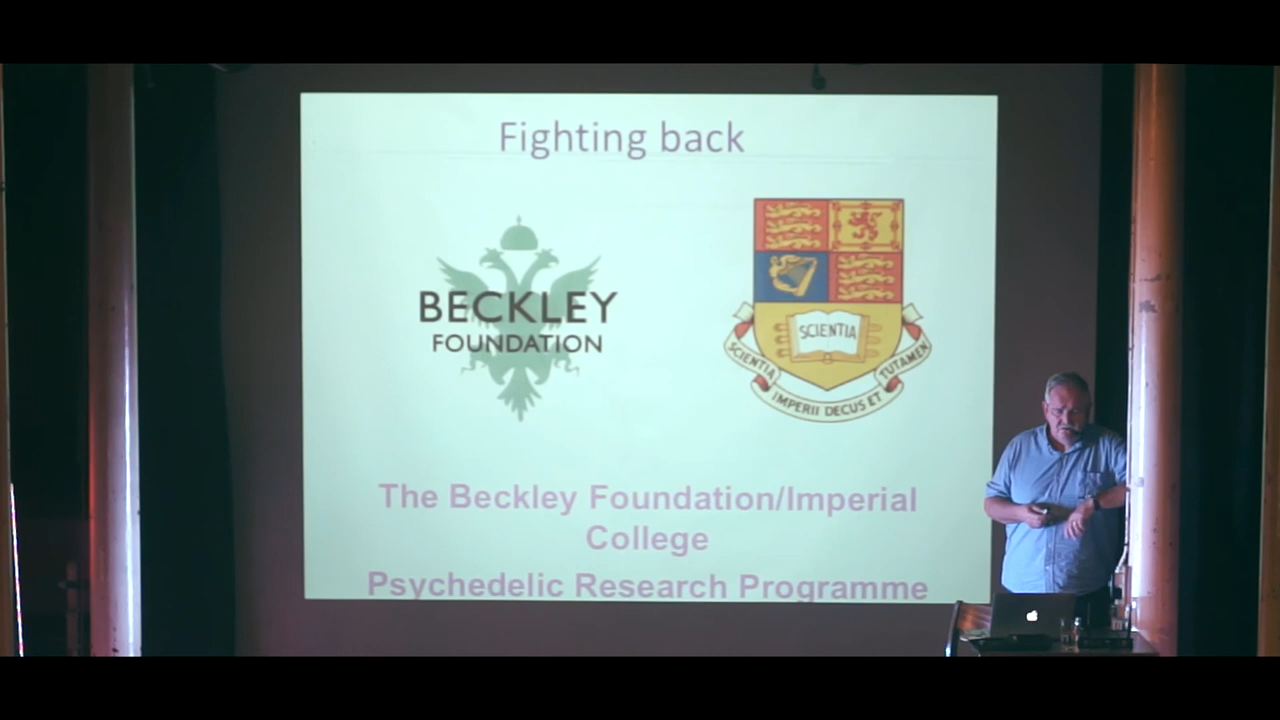 Fighting back
BECKLEY
FOUNDATION
SCIENTIA
SCIENTIA
IMPERII DECUS ET
TUTAMEN
The Beckley Foundation/Imperial
College
Psychedelic Research Programme